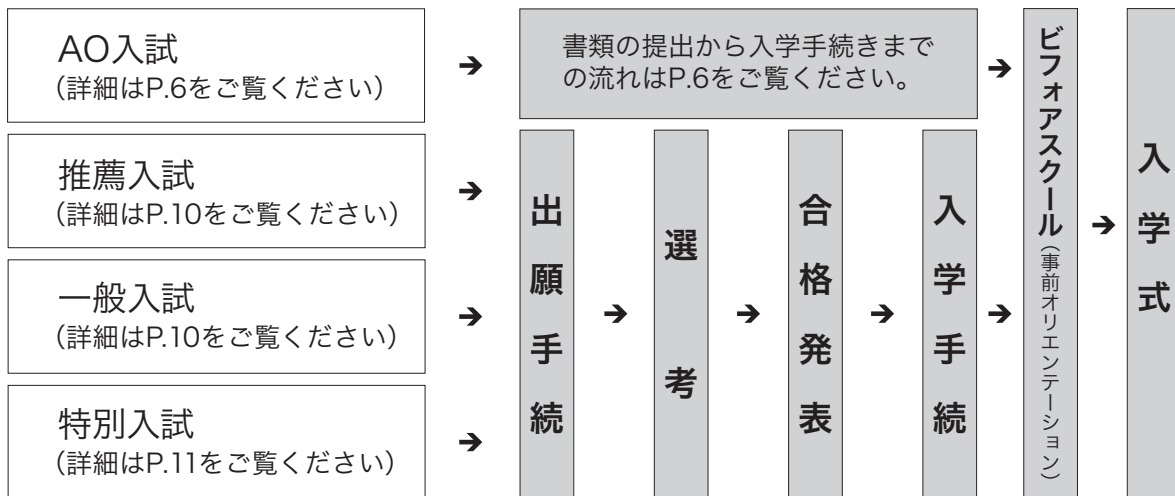 AO入試
（詳細はP.6をご覧ください）
➔
書類の提出から入学手続きまで
の流れはP.6をご覧ください。
➔
推薦入試
（詳細はP.10をご覧ください）
➔
一般入試
（詳細はP.10をご覧ください）
➔
特別入試
（詳細はP.11をご覧ください）
➔
出願手続
➔
選考
➔
合格発表
➔
入学手続
➔
ビフォアスクール（事前オリエンテーション）
➔
入学式